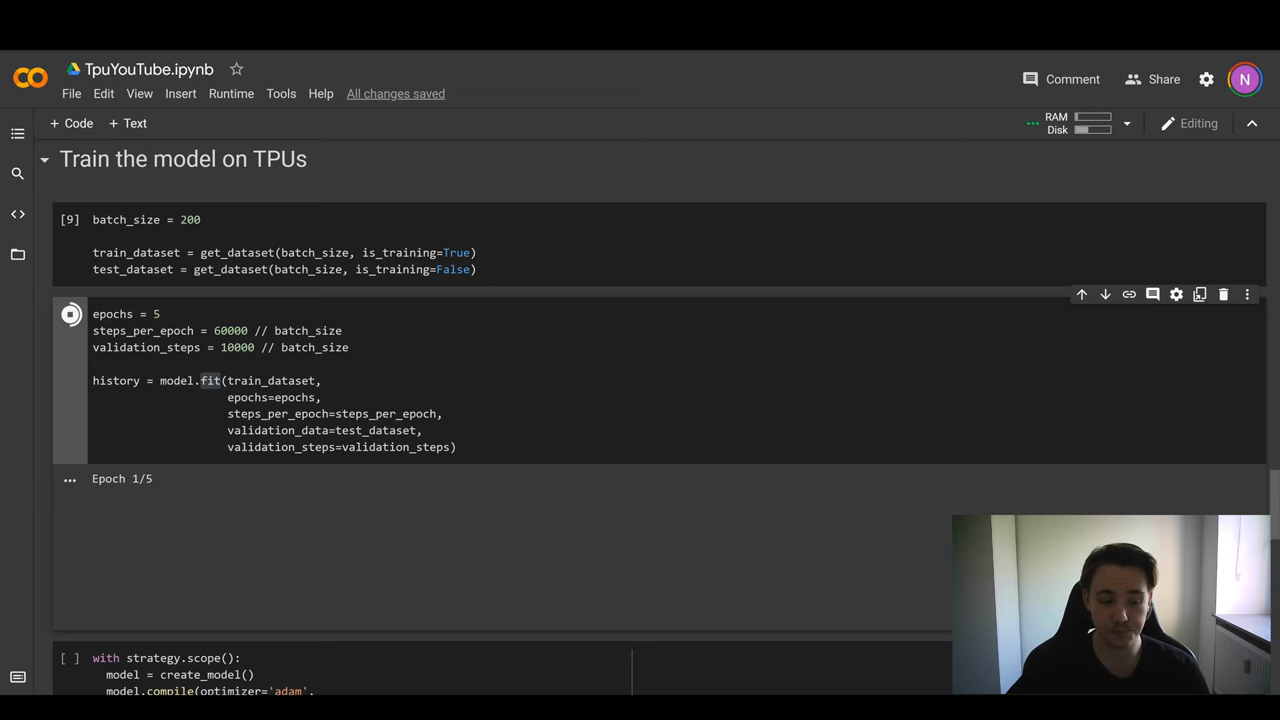 TpuYouTube.ipynb
Comment
Share
N
File Edit View Insert Runtime Tools Help All changes saved
+ Code + Text
RAM
Disk
Editing
Train the model on TPUs
[9] batch_size = 200
train_dataset = get_dataset(batch_size, is_training=True)
test_dataset = get_dataset(batch_size, is_training=False)
epochs = 5
steps_per_epoch = 60000 // batch_size
validation_steps = 10000 // batch_size
history = model.fit(train_dataset,
epochs=epochs,
steps_per_epoch=steps_per_epoch,
validation_data=test_dataset,
validation_steps=validation_steps)
... Epoch 1/5
[ ] with strategy.scope():
model = create_model()
model.compile(optimizer='adam',